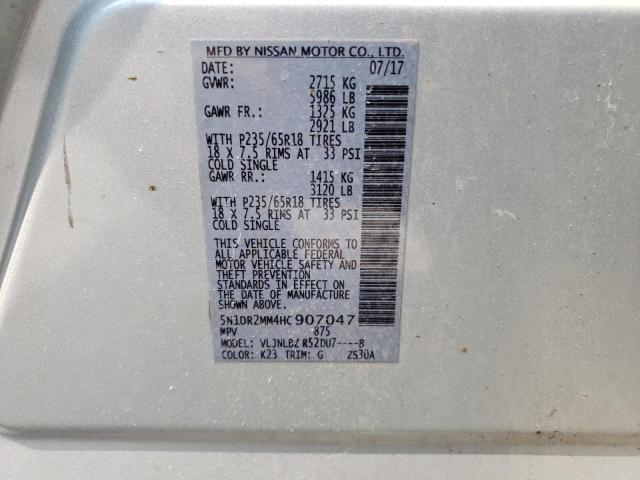 MFD BY NISSAN MOTOR CO., LTD.
DATE: 07/17
GVWR: 2715 KG
5986 LB
GAWR FR.: 1325 KG
2921 LB
WITH P235/65R18 TIRES
18 X 7.5 RIMS AT 33 PSI
COLD SINGLE
GAWR RR.: 1415 KG
3120 LB
WITH P235/65R18 TIRES
18 X 7.5 RIMS AT 33 PSI
COLD SINGLE
THIS VEHICLE CONFORMS TO
ALL APPLICABLE FEDERAL
MOTOR VEHICLE SAFETY AND
THEFT PREVENTION
STANDARDS IN EFFECT ON
THE DATE OF MANUFACTURE
SHOWN ABOVE.
5N1DR2MM4HC907047
MPV 875
MODEL: VLJNLBZ R52DU7----B
COLOR: K23 TRIM: G ZS30A